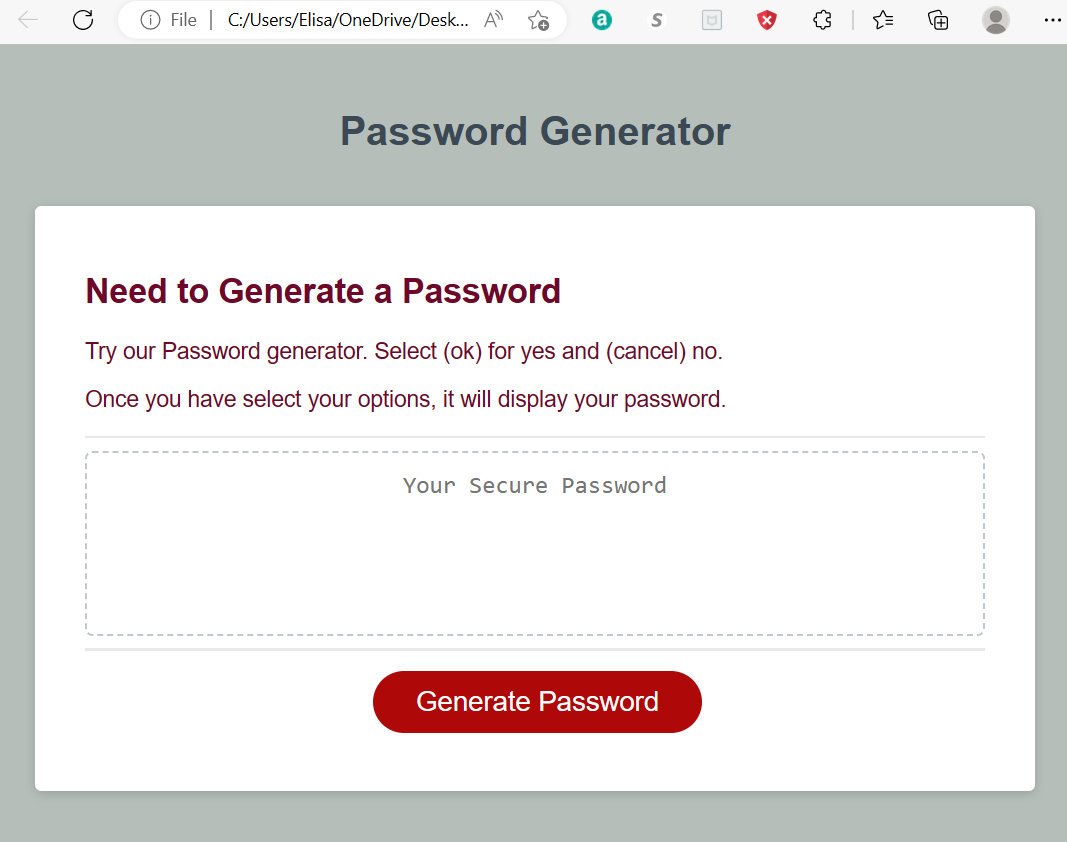 File C:/Users/Elisa/OneDrive/Desk... A a S
Password Generator
Need to Generate a Password
Try our Password generator. Select (ok) for yes and (cancel) no.
Once you have select your options, it will display your password.
Your Secure Password
Generate Password